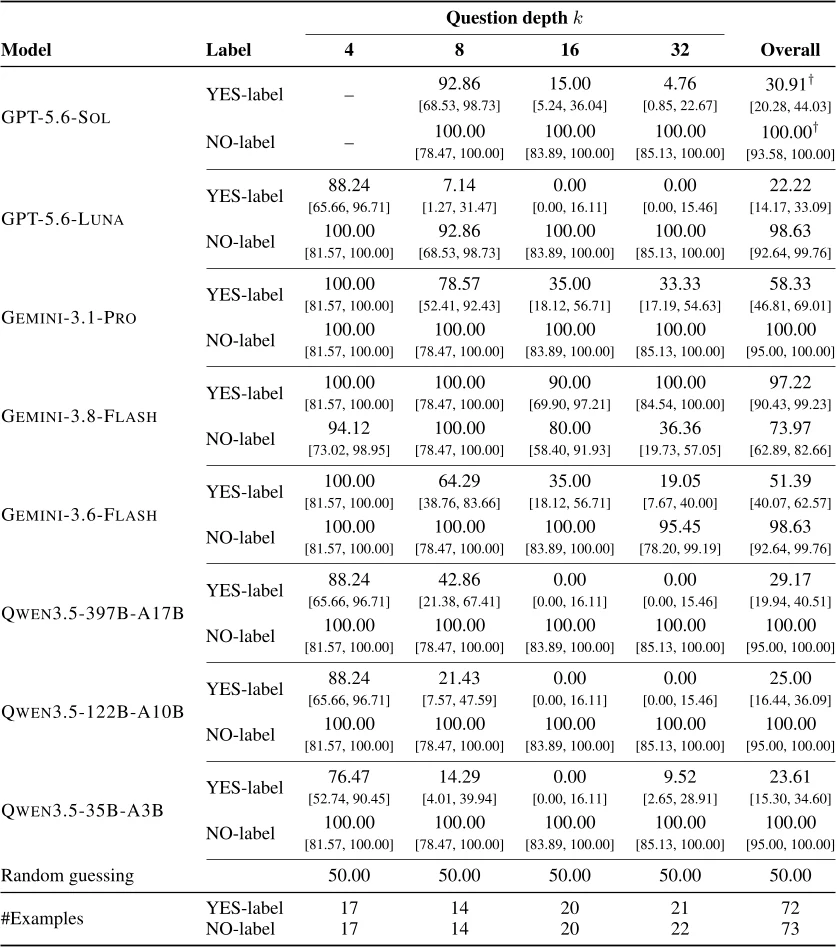 Question depth k
Model Label 4 8 16 32 Overall
GPT-5.6-SOL
YES-label – 92.86 15.00 4.76 30.91†
[68.53, 98.73] [5.24, 36.04] [0.85, 22.67] [20.28, 44.03]
NO-label – 100.00 100.00 100.00 100.00†
[78.47, 100.00] [83.89, 100.00] [85.13, 100.00] [93.58, 100.00]
GPT-5.6-LUNA
YES-label 88.24 7.14 0.00 0.00 22.22
[65.66, 96.71] [1.27, 31.47] [0.00, 16.11] [0.00, 15.46] [14.17, 33.09]
NO-label 100.00 92.86 100.00 100.00 98.63
[81.57, 100.00] [68.53, 98.73] [83.89, 100.00] [85.13, 100.00] [92.64, 99.76]
GEMINI-3.1-PRO
YES-label 100.00 78.57 35.00 33.33 58.33
[81.57, 100.00] [52.41, 92.43] [18.12, 56.71] [17.19, 54.63] [46.81, 69.01]
NO-label 100.00 100.00 100.00 100.00 100.00
[81.57, 100.00] [78.47, 100.00] [83.89, 100.00] [85.13, 100.00] [95.00, 100.00]
GEMINI-3.8-FLASH
YES-label 100.00 100.00 90.00 100.00 97.22
[81.57, 100.00] [78.47, 100.00] [69.90, 97.21] [84.54, 100.00] [90.43, 99.23]
NO-label 94.12 100.00 80.00 36.36 73.97
[73.02, 98.95] [78.47, 100.00] [58.40, 91.93] [19.73, 57.05] [62.89, 82.66]
GEMINI-3.6-FLASH
YES-label 100.00 64.29 35.00 19.05 51.39
[81.57, 100.00] [38.76, 83.66] [18.12, 56.71] [7.67, 40.00] [40.07, 62.57]
NO-label 100.00 100.00 100.00 95.45 98.63
[81.57, 100.00] [78.47, 100.00] [83.89, 100.00] [78.20, 99.19] [92.64, 99.76]
QWEN3.5-397B-A17B
YES-label 88.24 42.86 0.00 0.00 29.17
[65.66, 96.71] [21.38, 67.41] [0.00, 16.11] [0.00, 15.46] [19.94, 40.51]
NO-label 100.00 100.00 100.00 100.00 100.00
[81.57, 100.00] [78.47, 100.00] [83.89, 100.00] [85.13, 100.00] [95.00, 100.00]
QWEN3.5-122B-A10B
YES-label 88.24 21.43 0.00 0.00 25.00
[65.66, 96.71] [7.57, 47.59] [0.00, 16.11] [0.00, 15.46] [16.44, 36.09]
NO-label 100.00 100.00 100.00 100.00 100.00
[81.57, 100.00] [78.47, 100.00] [83.89, 100.00] [85.13, 100.00] [95.00, 100.00]
QWEN3.5-35B-A3B
YES-label 76.47 14.29 0.00 9.52 23.61
[52.74, 90.45] [4.01, 39.94] [0.00, 16.11] [2.65, 28.91] [15.30, 34.60]
NO-label 100.00 100.00 100.00 100.00 100.00
[81.57, 100.00] [78.47, 100.00] [83.89, 100.00] [85.13, 100.00] [95.00, 100.00]
Random guessing 50.00 50.00 50.00 50.00 50.00
#Examples
YES-label 17 14 20 21 72
NO-label 17 14 20 22 73